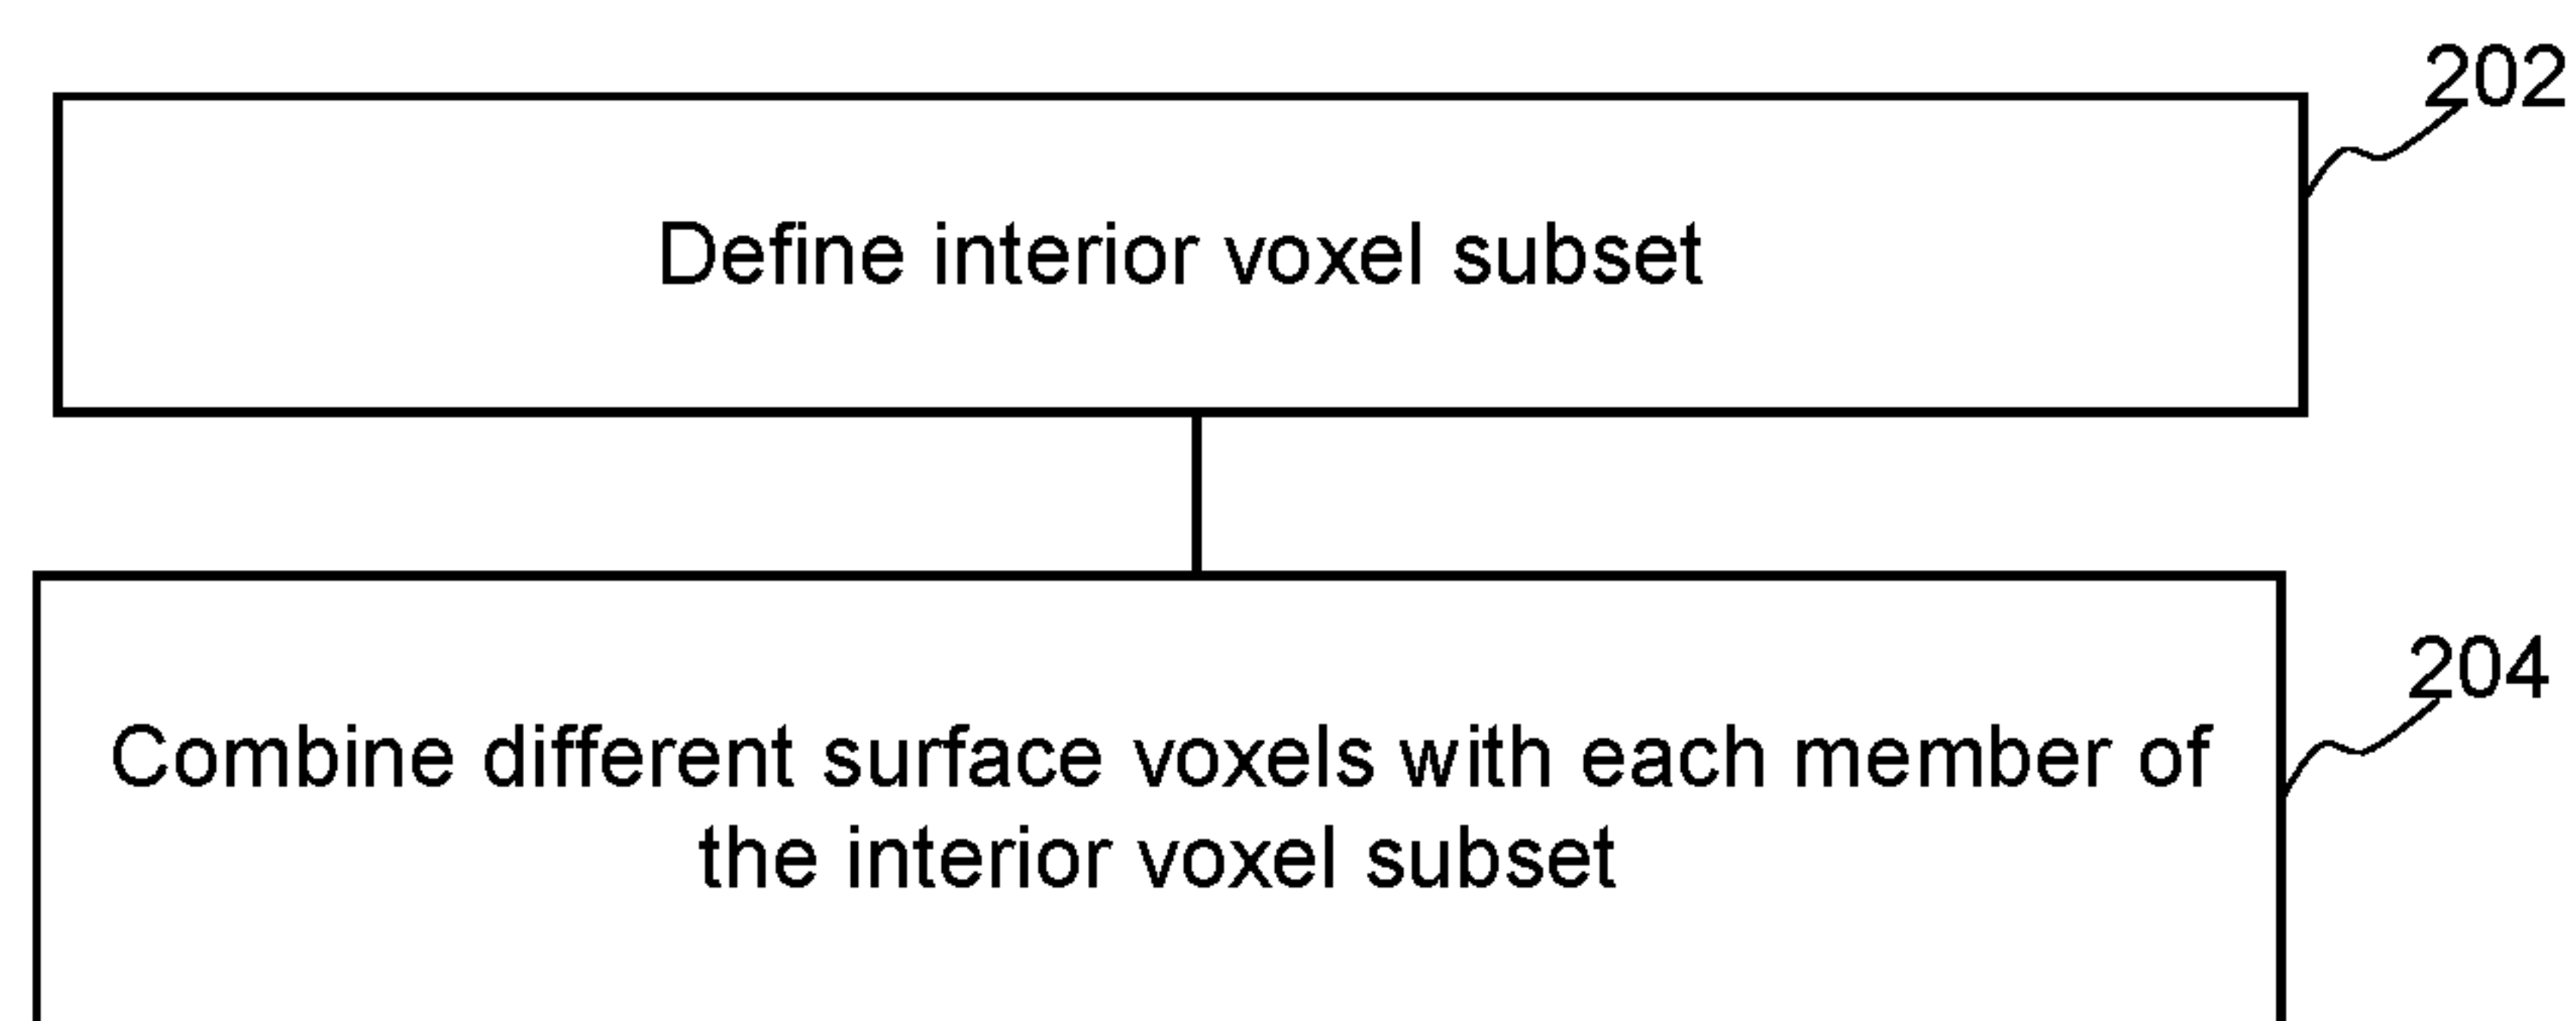 202
Define interior voxel subset
204
Combine different surface voxels with each member of
the interior voxel subset